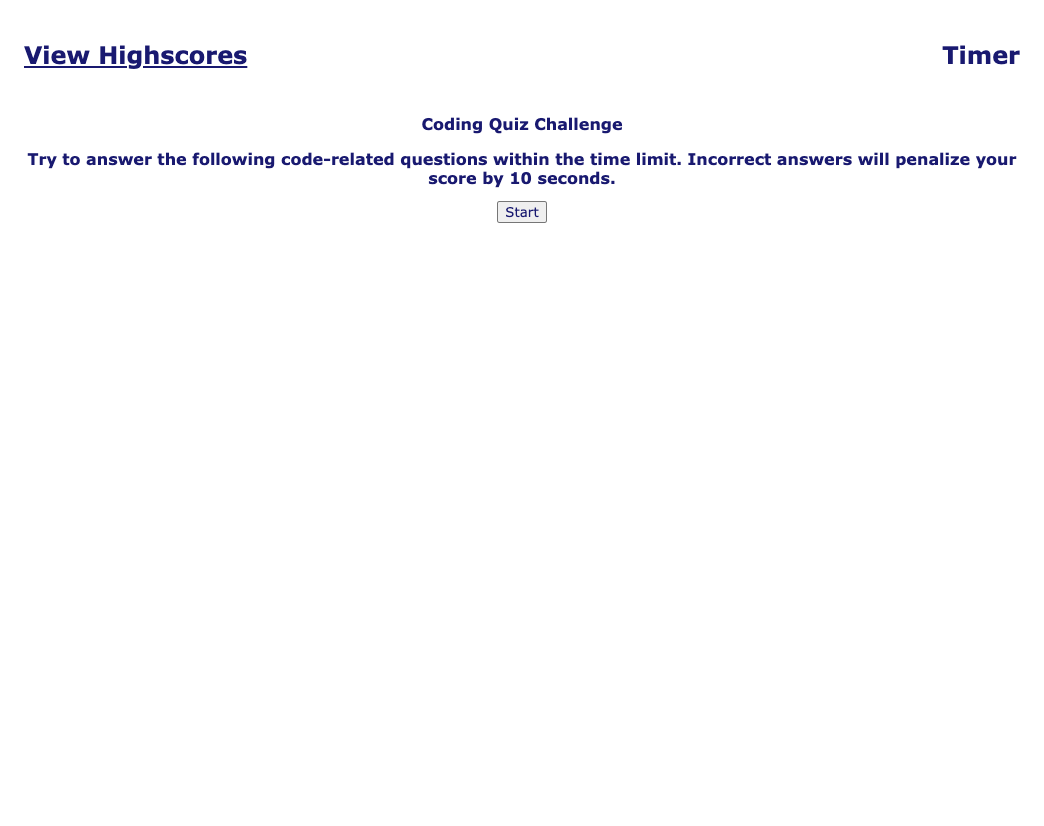 View Highscores
Timer
Coding Quiz Challenge
Try to answer the following code-related questions within the time limit. Incorrect answers will penalize your
score by 10 seconds.
Start